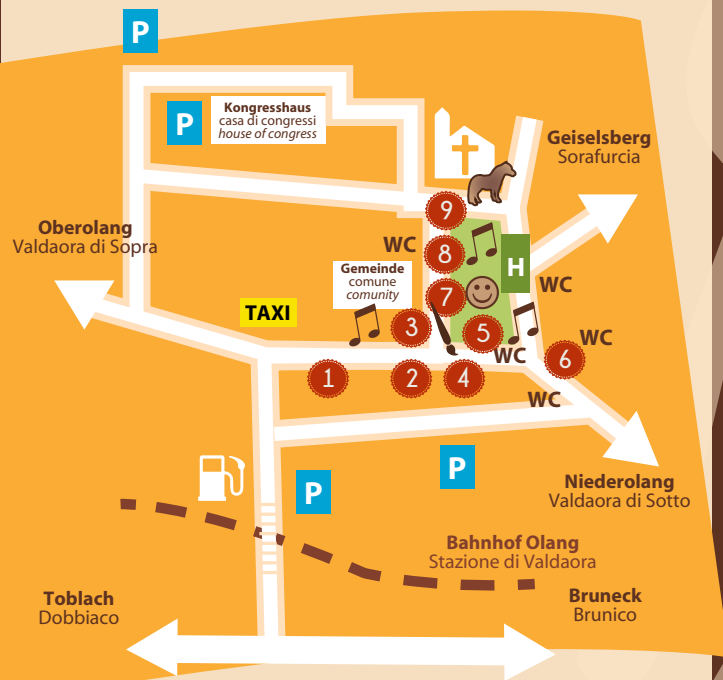 P
P
Kongresshaus
casa di congressi
house of congress
Geiselsberg
Sorafurcia
9
Oberolang
Valdaora di Sopra
WC
8
H
Gemeinde
comune
comunity
7
WC
TAXI
3
5
WC
6
WC
1
2
4
WC
P
P
Niederolang
Valdaora di Sotto
Bahnhof Olang
Stazione di Valdaora
Toblach
Dobbiaco
Bruneck
Brunico